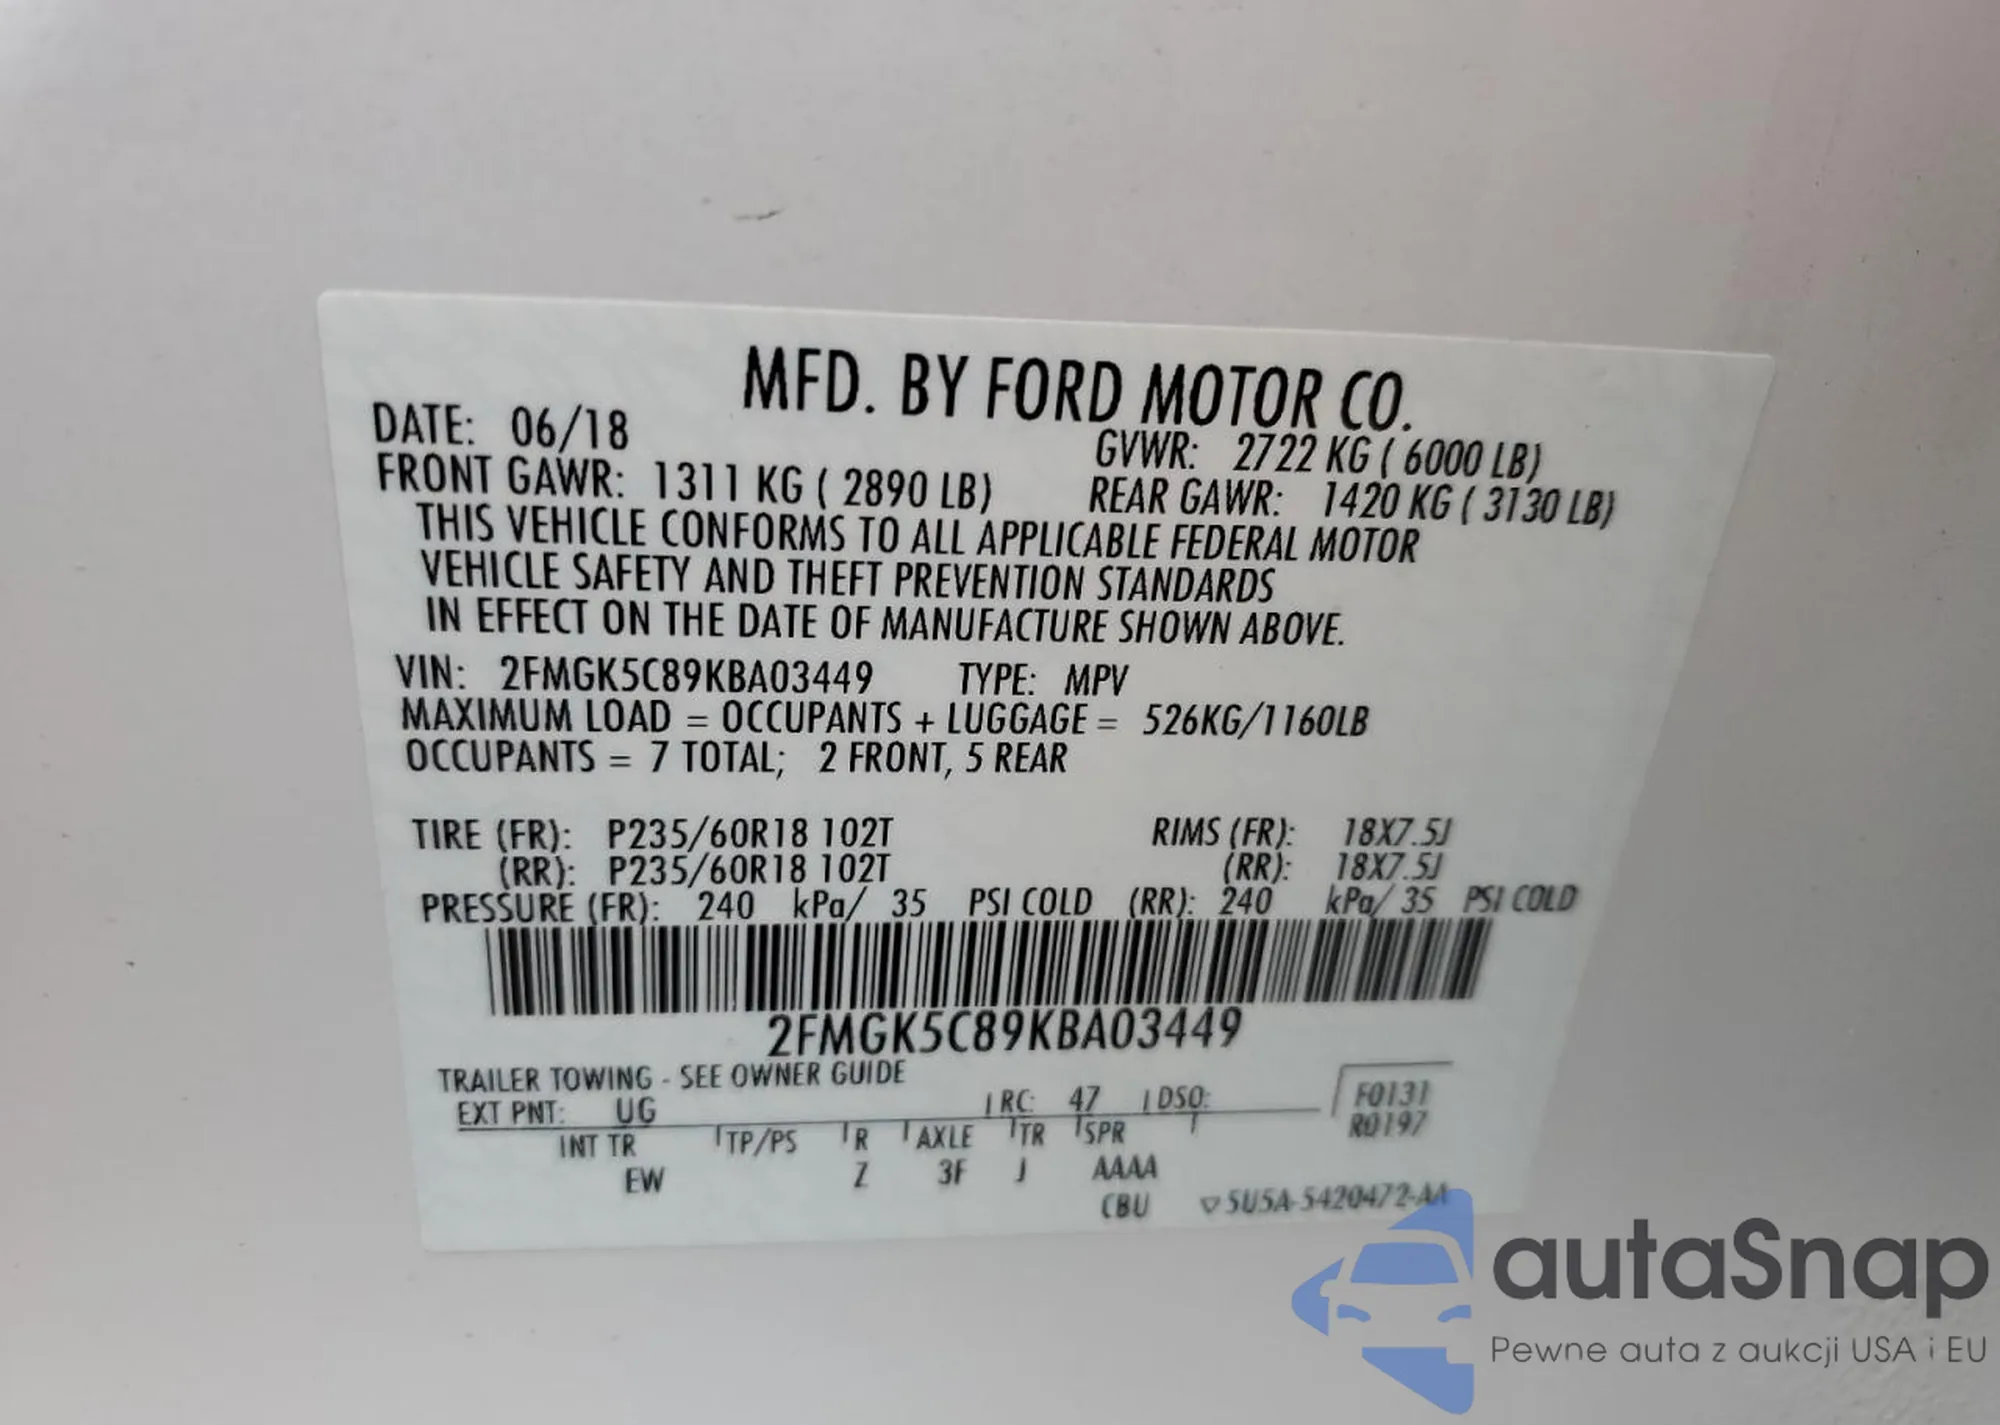 MFD. BY FORD MOTOR CO.
DATE: 06/18 GVWR: 2722 KG ( 6000 LB)
FRONT GAWR: 1311 KG ( 2890 LB) REAR GAWR: 1420 KG ( 3130 LB)
THIS VEHICLE CONFORMS TO ALL APPLICABLE FEDERAL MOTOR
VEHICLE SAFETY AND THEFT PREVENTION STANDARDS
IN EFFECT ON THE DATE OF MANUFACTURE SHOWN ABOVE.
VIN: 2FMGK5C89KBA03449 TYPE: MPV
MAXIMUM LOAD = OCCUPANTS + LUGGAGE = 526KG/1160LB
OCCUPANTS = 7 TOTAL; 2 FRONT, 5 REAR
TIRE (FR): P235/60R18 102T RIMS (FR): 18X7.5J
(RR): P235/60R18 102T (RR): 18X7.5J
PRESSURE (FR): 240 kPa/ 35 PSI COLD (RR): 240 kPa/ 35 PSI COLD
2FMGK5C89KBA03449
TRAILER TOWING - SEE OWNER GUIDE
EXT PNT: UG RC: 47 DSO: F0131
R0197
INT TR TP/PS R AXLE TR SPR
EW Z 3F J AAAA
CBU ▽ 5U5A-5420472-AA
autaSnap
Pewne auta z aukcji USA i EU